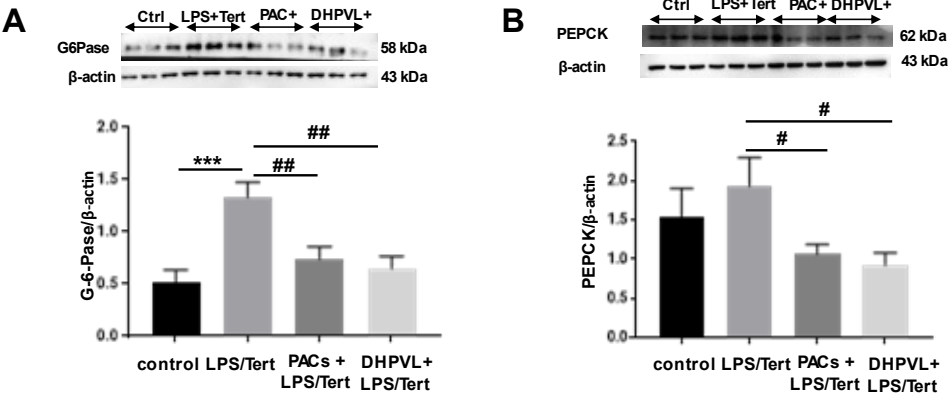 A
Ctrl LPS+Tert PAC+ DHPVL+
G6Pase 58 kDa
β-actin 43 kDa
2.0
1.5
1.0
0.5
0.0
G-6-Pase/β-actin
***
##
##
control LPS/Tert PACs + DHPVL+
LPS/Tert LPS/Tert
B
Ctrl LPS+Tert PAC+ DHPVL+
PEPCK 62 kDa
β-actin 43 kDa
2.5
2.0
1.5
1.0
0.5
0.0
PEPCK/β-actin
#
#
control LPS/Tert PACs + DHPVL+
LPS/Tert LPS/Tert